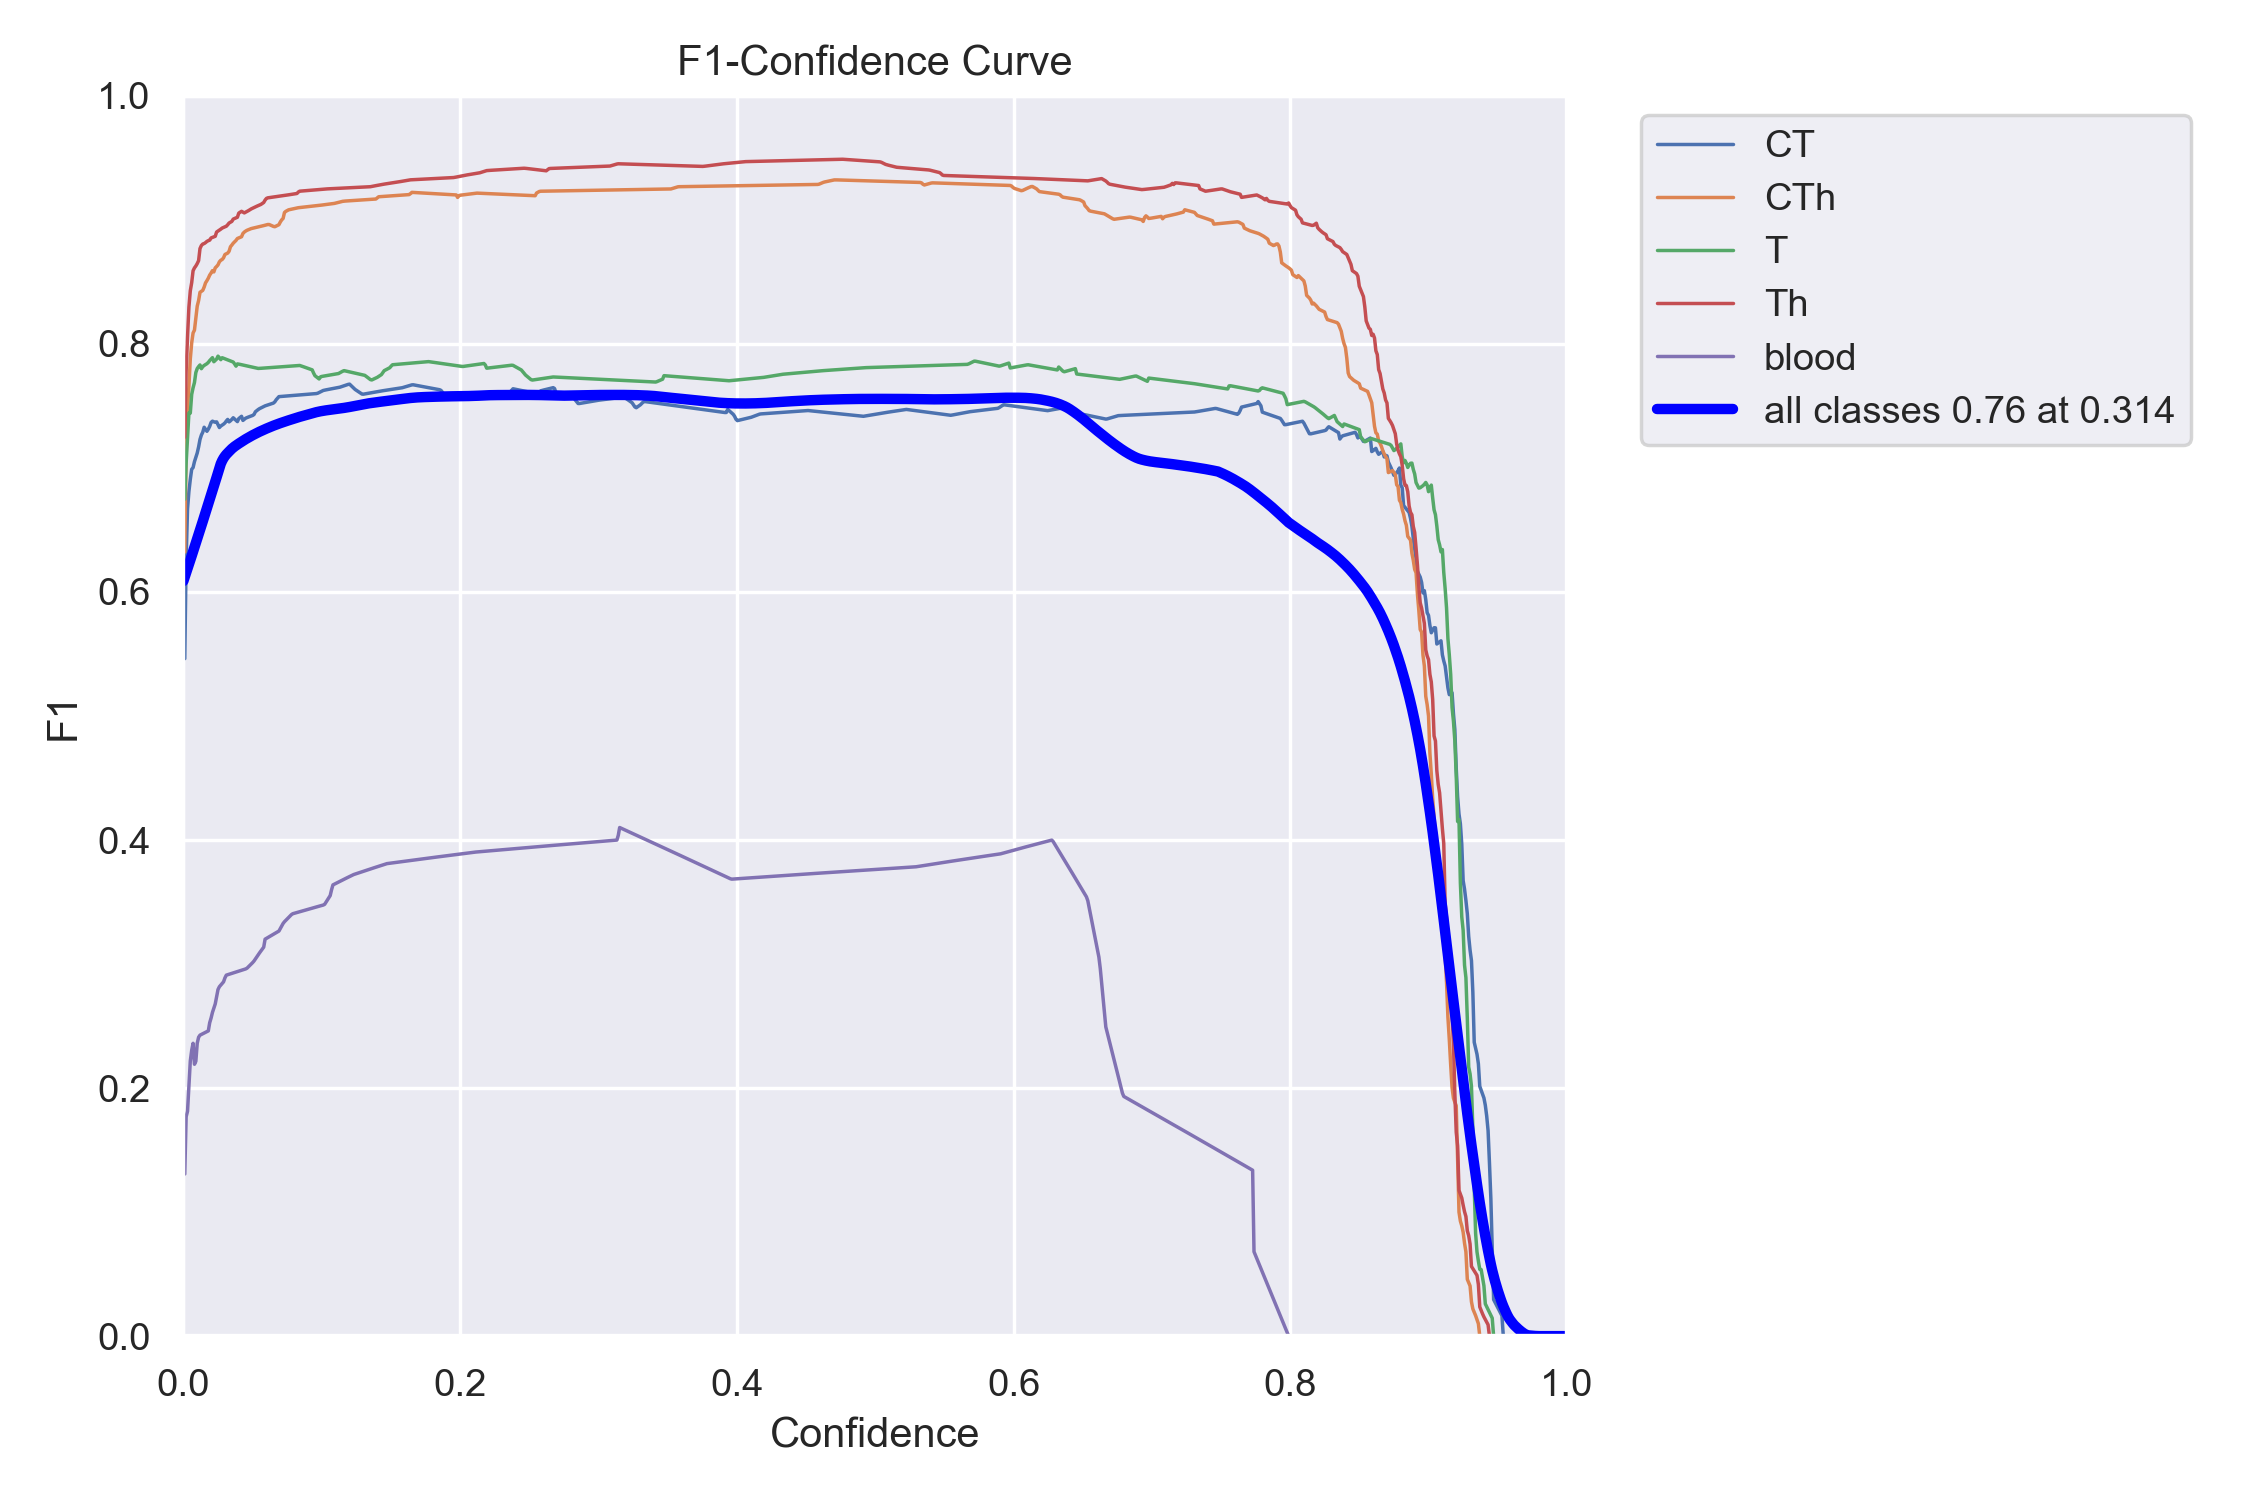 F1-Confidence Curve
1.0
0.8
0.6
0.4
0.2
0.0
F1
0.0 0.2 0.4 0.6 0.8 1.0
Confidence
CT
CTh
T
Th
blood
all classes 0.76 at 0.314